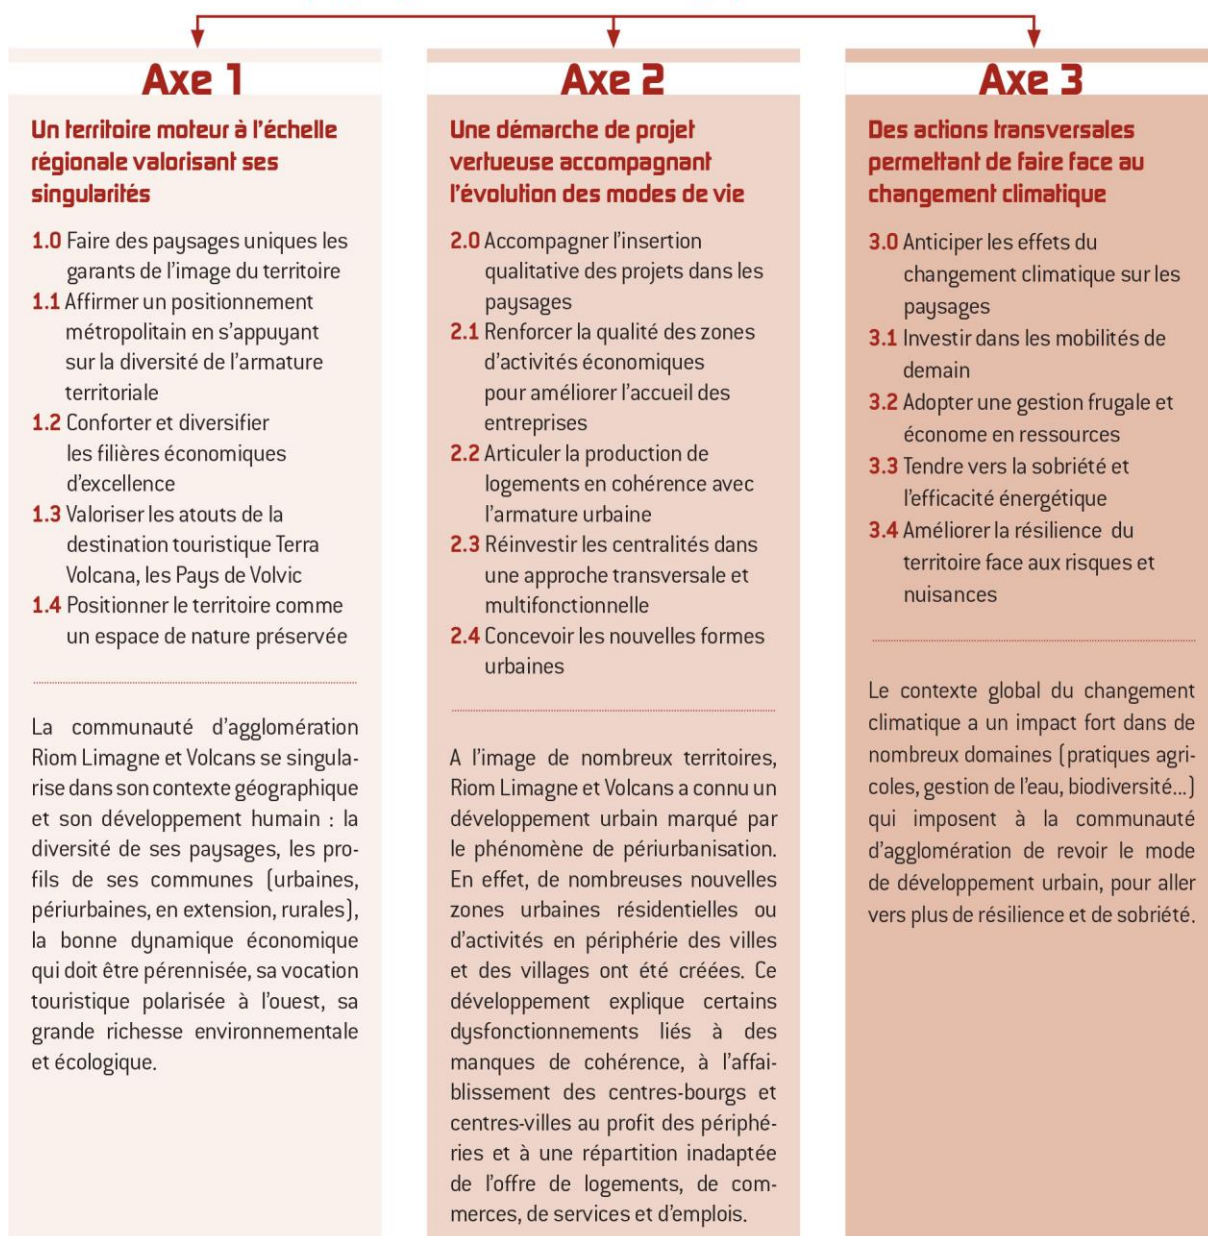 Axe 1
Un territoire moteur à l'échelle
régionale valorisant ses
singularités
1.0 Faire des paysages uniques les
garants de l'image du territoire
1.1 Affirmer un positionnement
métropolitain en s'appuyant
sur la diversité de l'armature
territoriale
1.2 Conforter et diversifier
les filières économiques
d'excellence
1.3 Valoriser les atouts de la
destination touristique Terra
Volcana, les Pays de Volvic
1.4 Positionner le territoire comme
un espace de nature préservée
La communauté d'agglomération
Riom Limagne et Volcans se singula-
rise dans son contexte géographique
et son développement humain : la
diversité de ses paysages, les pro-
fils de ses communes (urbaines,
périurbaines, en extension, rurales),
la bonne dynamique économique
qui doit être pérennisée, sa vocation
touristique polarisée à l'ouest, sa
grande richesse environnementale
et écologique.
Axe 2
Une démarche de projet
vertueuse accompagnant
l'évolution des modes de vie
2.0 Accompagner l'insertion
qualitative des projets dans les
paysages
2.1 Renforcer la qualité des zones
d'activités économiques
pour améliorer l'accueil des
entreprises
2.2 Articuler la production de
logements en cohérence avec
l'armature urbaine
2.3 Réinvestir les centralités dans
une approche transversale et
multifonctionnelle
2.4 Concevoir les nouvelles formes
urbaines
A l'image de nombreux territoires,
Riom Limagne et Volcans a connu un
développement urbain marqué par
le phénomène de périurbanisation.
En effet, de nombreuses nouvelles
zones urbaines résidentielles ou
d'activités en périphérie des villes
et des villages ont été créées. Ce
développement explique certains
dysfonctionnements liés à des
manques de cohérence, à l'affai-
blissement des centres-bourgs et
centres-villes au profit des périphé-
ries et à une répartition inadaptée
de l'offre de logements, de com-
merces, de services et d'emplois.
Axe 3
Des actions transversales
permettant de faire face au
changement climatique
3.0 Anticiper les effets du
changement climatique sur les
paysages
3.1 Investir dans les mobilités de
demain
3.2 Adopter une gestion frugale et
économe en ressources
3.3 Tendre vers la sobriété et
l'efficacité énergétique
3.4 Améliorer la résilience du
territoire face aux risques et
nuisances
Le contexte global du changement
climatique a un impact fort dans de
nombreux domaines (pratiques agri-
coles, gestion de l'eau, biodiversité...)
qui imposent à la communauté
d'agglomération de revoir le mode
de développement urbain, pour aller
vers plus de résilience et de sobriété.